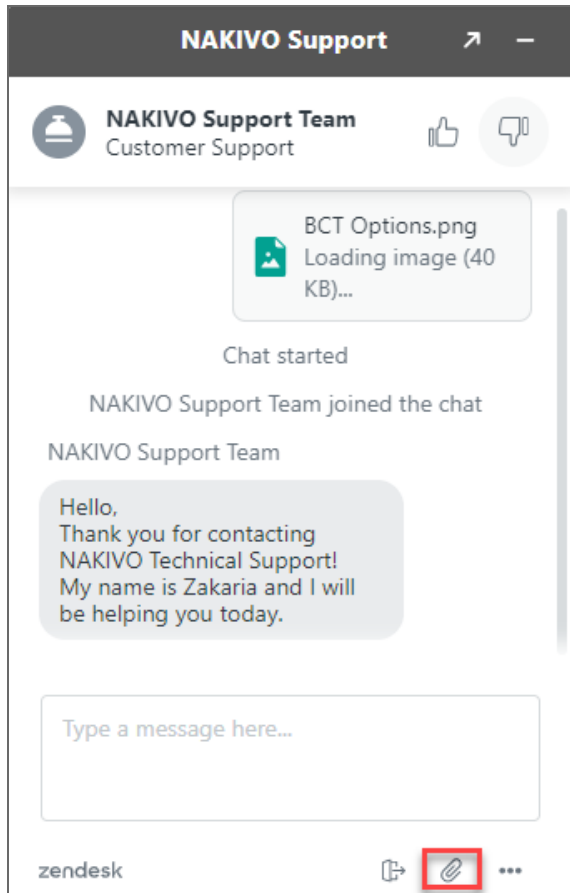 NAKIVO Support
NAKIVO Support Team
Customer Support
BCT Options.png
Loading image (40
KB)...
Chat started
NAKIVO Support Team joined the chat
NAKIVO Support Team
Hello,
Thank you for contacting
NAKIVO Technical Support!
My name is Zakaria and I will
be helping you today.
Type a message here...
zendesk